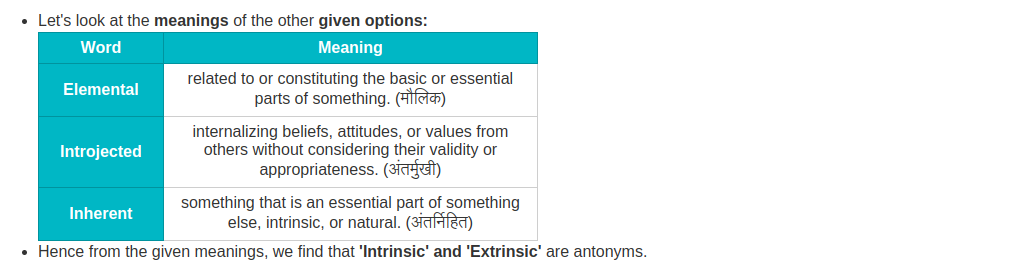 Let's look at the meanings of the other given options:
Word Meaning
Elemental
related to or constituting the basic or essential
parts of something. (मौलिक)
Introjected
internalizing beliefs, attitudes, or values from
others without considering their validity or
appropriateness. (अंतर्मुखी)
Inherent
something that is an essential part of something
else, intrinsic, or natural. (अंतर्निहित)
Hence from the given meanings, we find that 'Intrinsic' and 'Extrinsic' are antonyms.